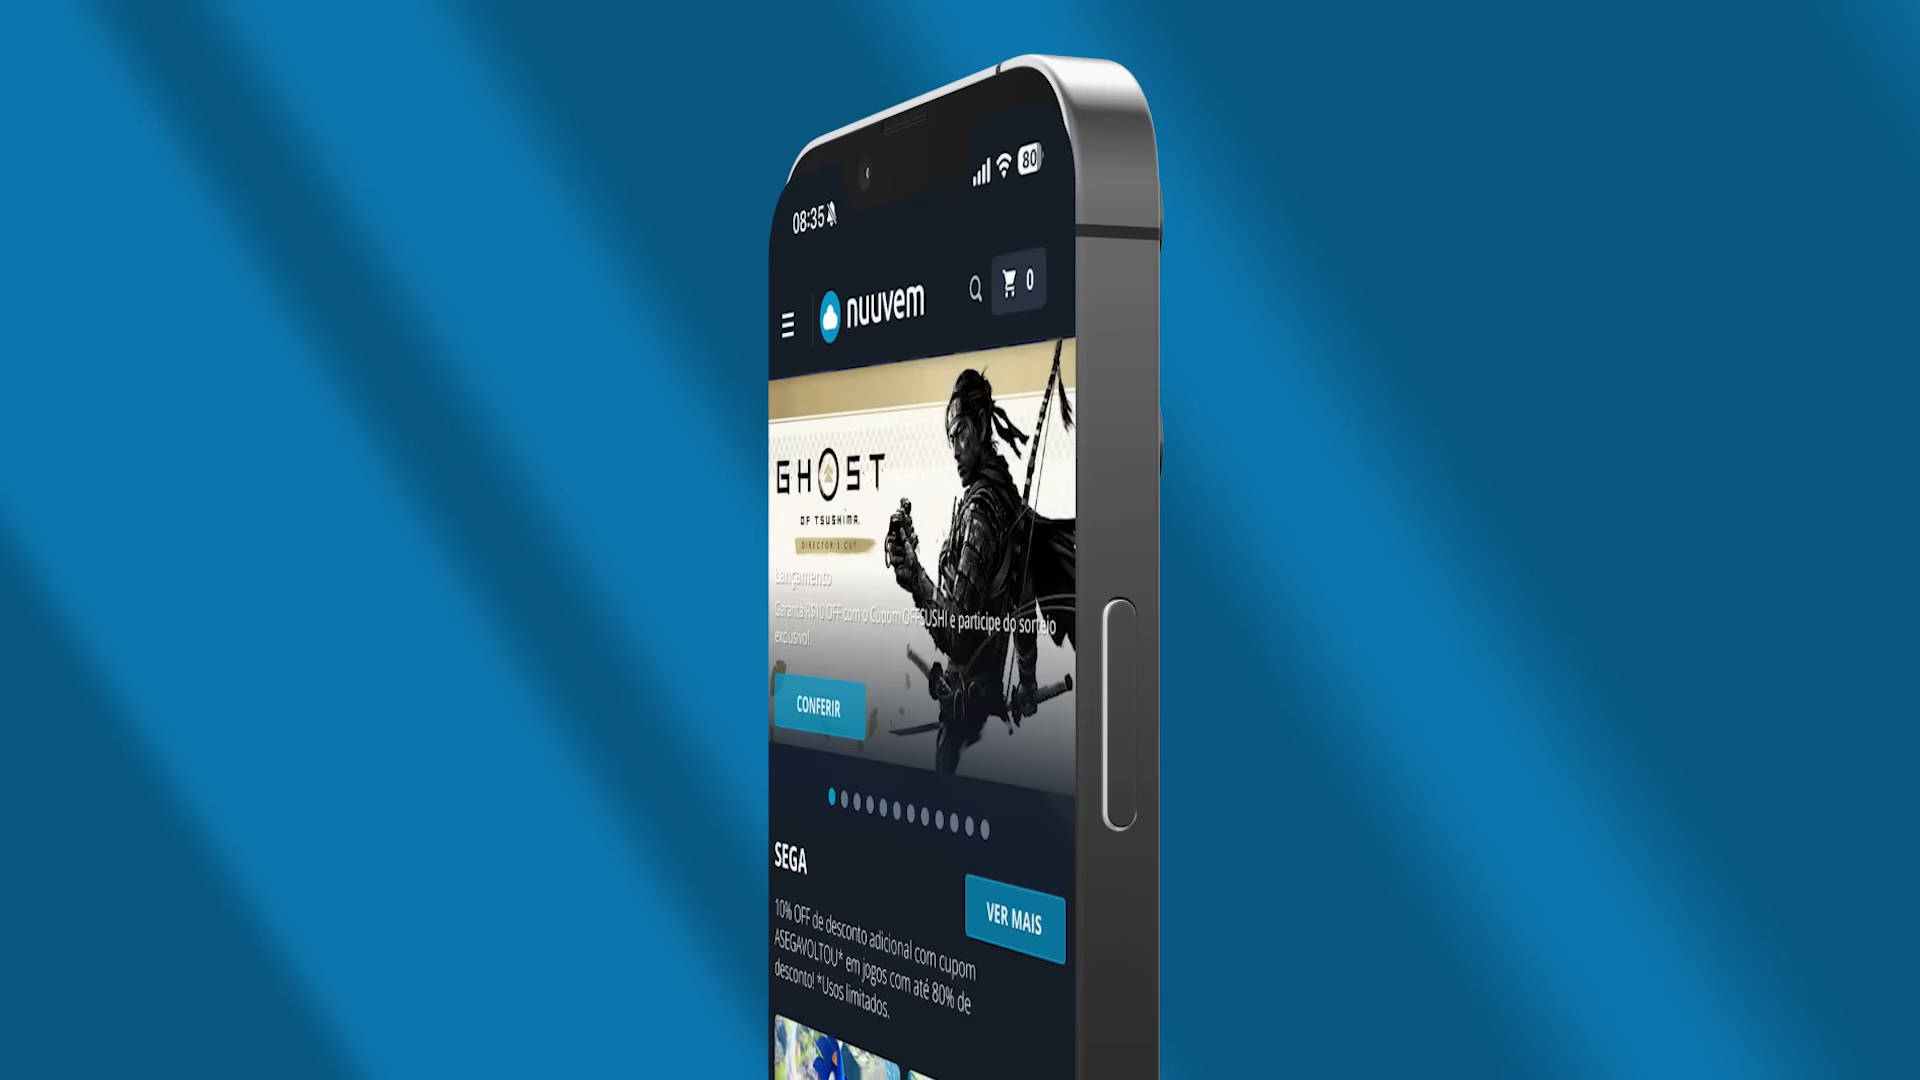 08:35
80
nuuvem
0
GHOST
OF TSUSHIMA
DIRECTOR'S CUT
Lançamento
Garanta R$10 OFF com o Cupom OFFSUSHI e participe do sorteio
exclusivo!
CONFERIR
SEGA
VER MAIS
10% OFF de desconto adicional com cupom
ASEGAVOLTOU* em jogos com até 80% de
desconto! *Usos limitados.